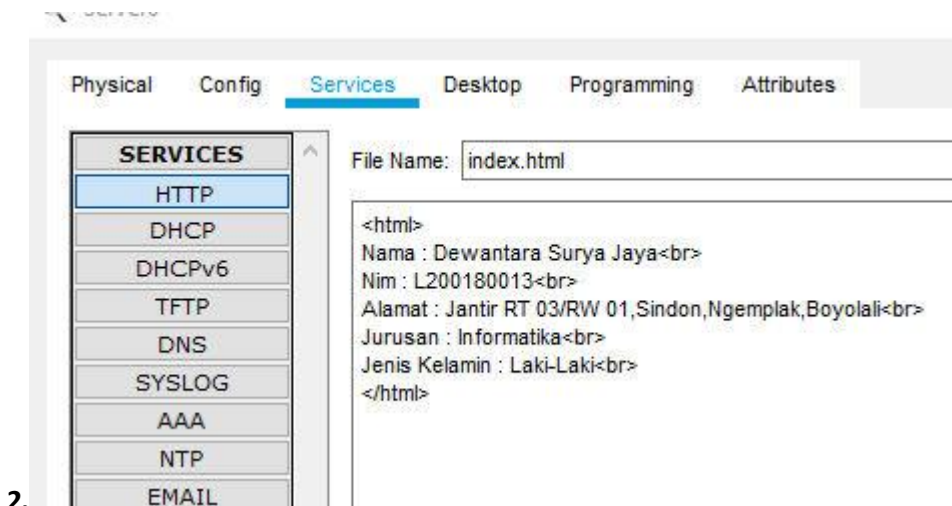 Physical Config Services Desktop Programming Attributes
SERVICES
HTTP
DHCP
DHCPv6
TFTP
DNS
SYSLOG
AAA
NTP
EMAIL
File Name: index.html
<html>
Nama : Dewantara Surya Jaya<br>
Nim : L200180013<br>
Alamat : Jantir RT 03/RW 01,Sindon,Ngemplak,Boyolali<br>
Jurusan : Informatika<br>
Jenis Kelamin : Laki-Laki<br>
</html>
2.